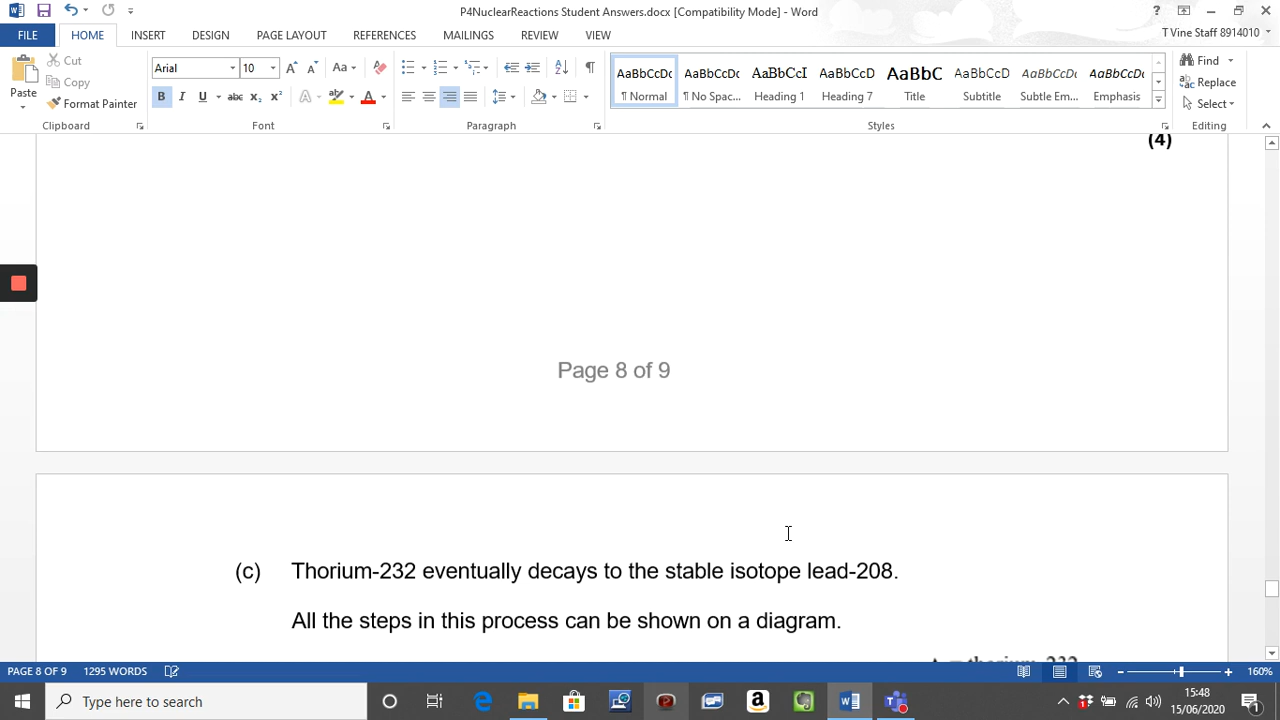 P4NuclearReactions Student Answers.docx [Compatibility Mode] - Word
FILE HOME INSERT DESIGN PAGE LAYOUT REFERENCES MAILINGS REVIEW VIEW T Vine Staff 8914010
Paste
Cut
Copy
Format Painter
Clipboard
Arial 10
Font
Paragraph
AaBbCcDc AaBbCcDc AaBbCcI AaBbCcD AaBbC AaBbCcD AaBbCcDc AaBbCcDc
¶ Normal ¶ No Spac... Heading 1 Heading 7 Title Subtitle Subtle Em... Emphasis
Styles
Find
Replace
Select
Editing
(4)
Page 8 of 9
(c) Thorium-232 eventually decays to the stable isotope lead-208.
All the steps in this process can be shown on a diagram.
A = thorium-232
PAGE 8 OF 9 1295 WORDS 160%
Type here to search
15:48
15/06/2020